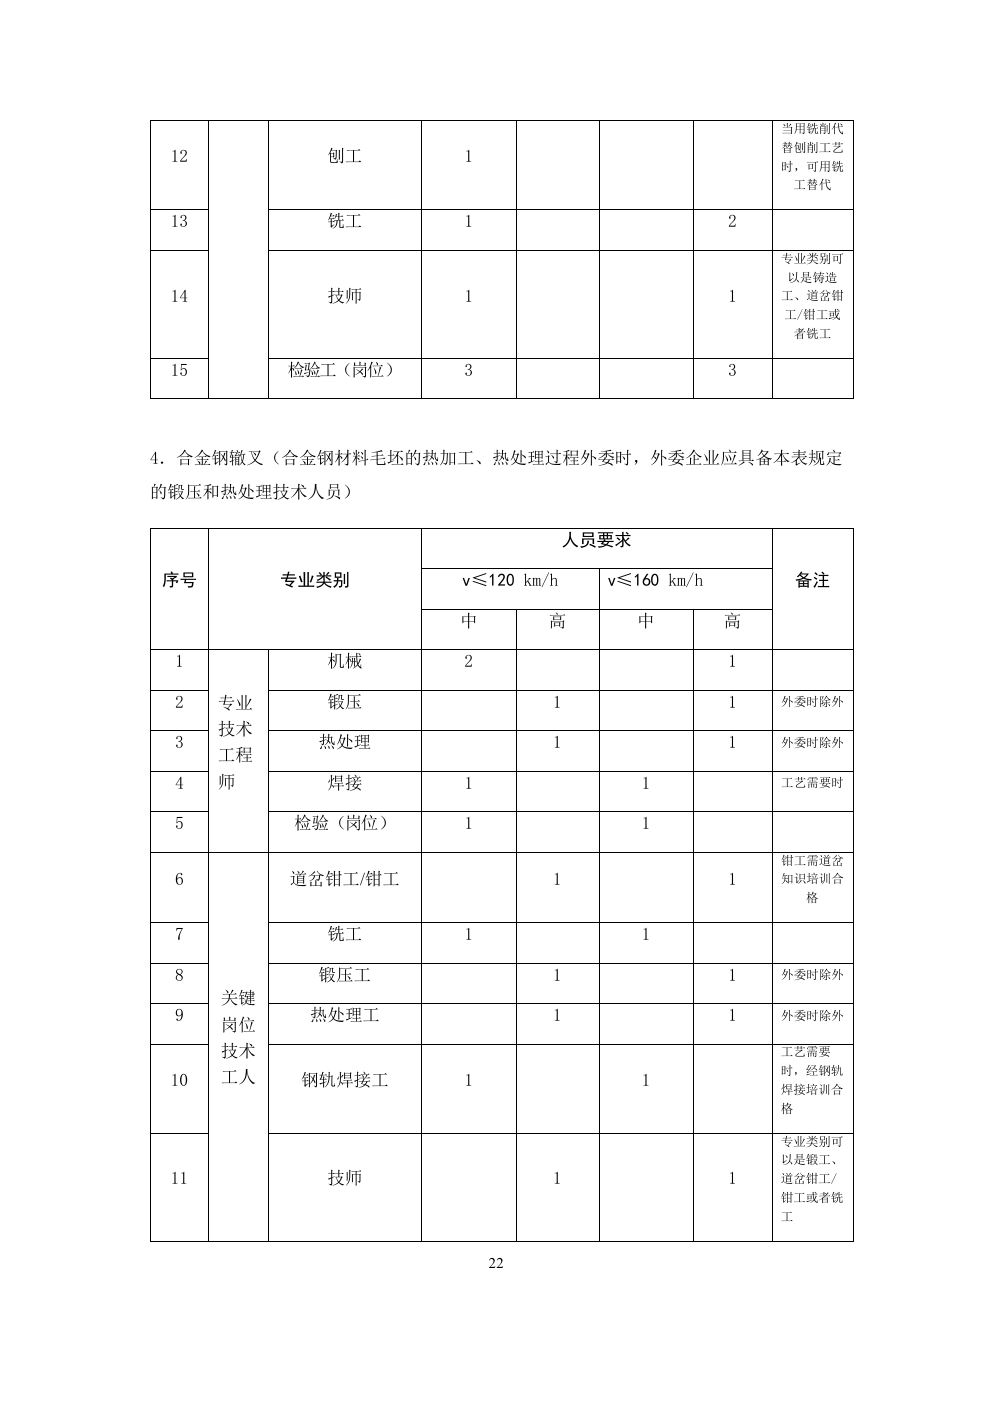 12 刨工 1 当用铣削代
替刨削工艺
时，可用铣
工替代
13 铣工 1 2
14 技师 1 1 专业类别可
以是铸造
工、道岔钳
工/钳工或
者铣工
15 检验工（岗位） 3 3
4．合金钢辙叉（合金钢材料毛坯的热加工、热处理过程外委时，外委企业应具备本表规定
的锻压和热处理技术人员）
序号 专业类别 人员要求 备注
v≤120 km/h v≤160 km/h
中 高 中 高
专业
技术
工程
师
1 机械 2 1
2 锻压 1 1 外委时除外
3 热处理 1 1 外委时除外
4 焊接 1 1 工艺需要时
5 检验（岗位） 1 1
关键
岗位
技术
工人
6 道岔钳工/钳工 1 1 钳工需道岔
知识培训合
格
7 铣工 1 1
8 锻压工 1 1 外委时除外
9 热处理工 1 1 外委时除外
10 钢轨焊接工 1 1 工艺需要
时，经钢轨
焊接培训合
格
11 技师 1 1 专业类别可
以是锻工、
道岔钳工/
钳工或者铣
工
22